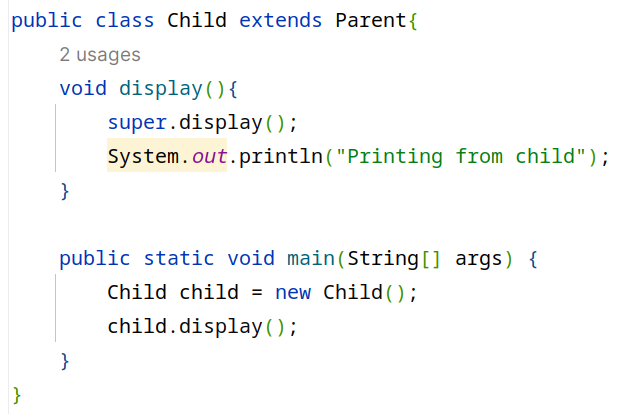 public class Child extends Parent{
2 usages
void display(){
super.display();
System.out.println("Printing from child");
}
public static void main(String[] args) {
Child child = new Child();
child.display();
}
}